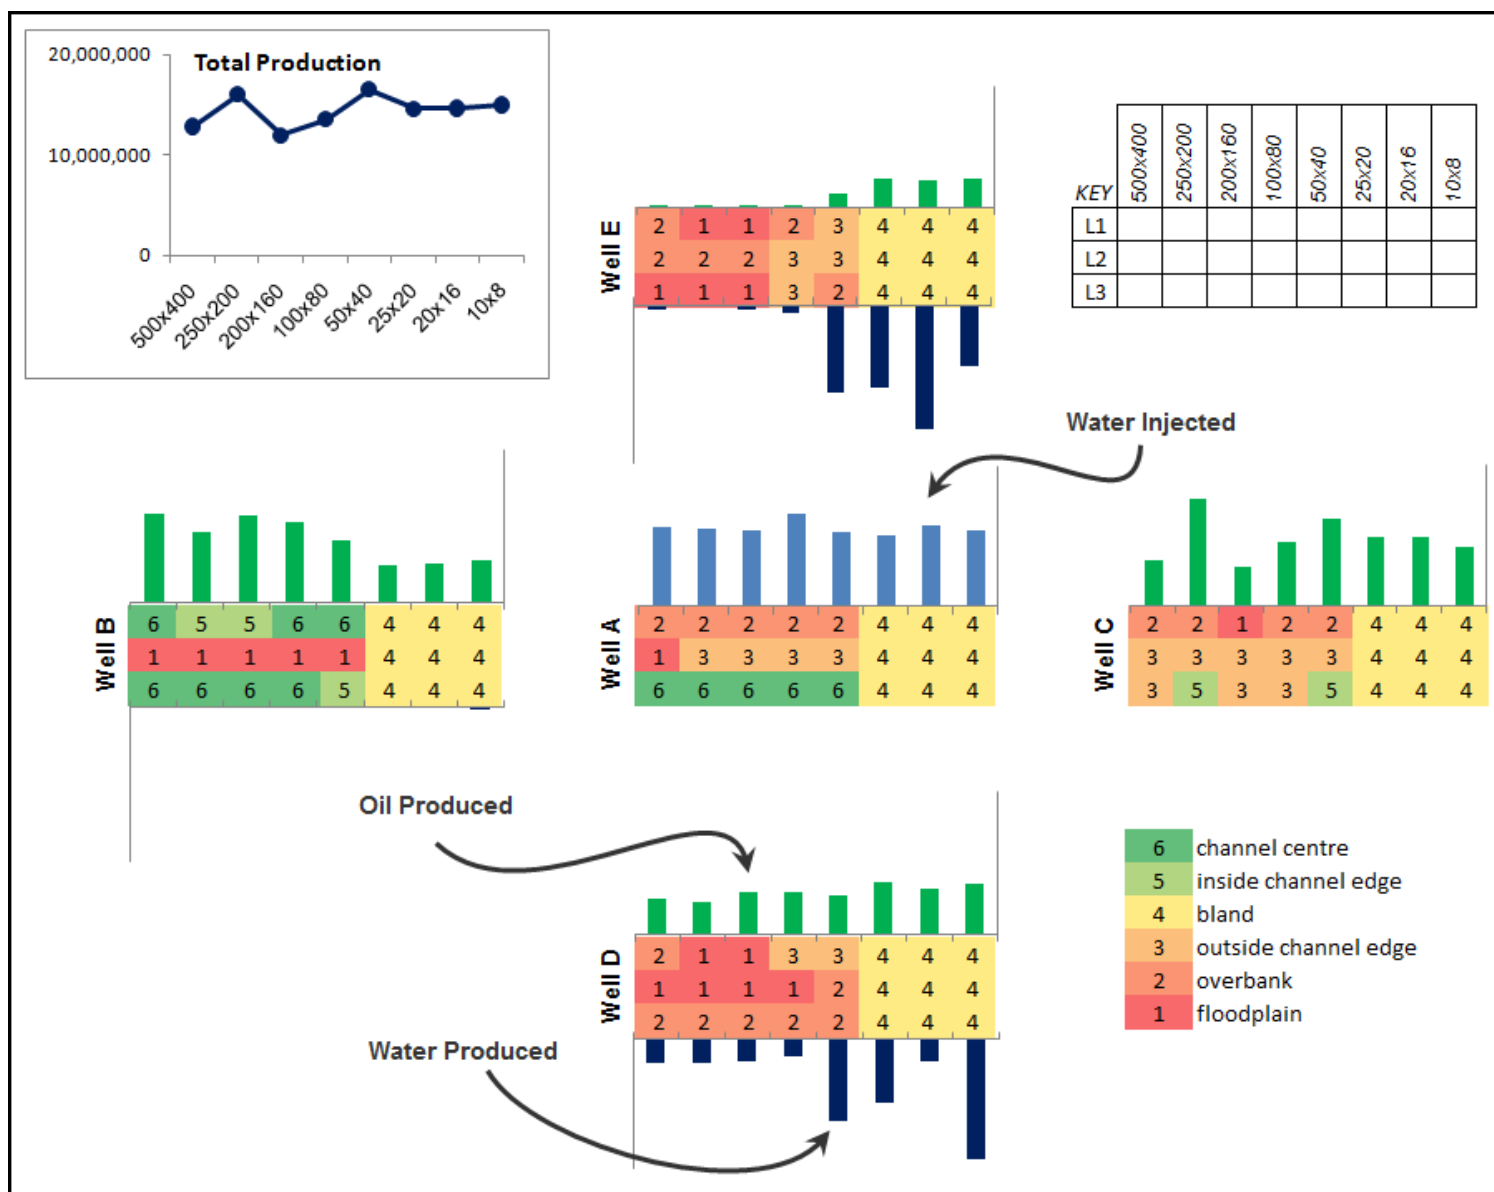 Total Production
20,000,000
10,000,000
0
500x400
250x200
200x160
100x80
50x40
25x20
20x16
10x8
Well E
2 1 1 2 3 4 4 4
2 2 2 3 3 4 4 4
1 1 1 3 2 4 4 4
KEY 500x400 250x200 200x160 100x80 50x40 25x20 20x16 10x8
L1
L2
L3
Water Injected
Well B
6 5 5 6 6 4 4 4
1 1 1 1 1 4 4 4
6 6 6 6 5 4 4 4
Well A
2 2 2 2 2 4 4 4
1 3 3 3 3 4 4 4
6 6 6 6 6 4 4 4
Well C
2 2 1 2 2 4 4 4
3 3 3 3 3 4 4 4
3 5 3 3 5 4 4 4
Oil Produced
Well D
2 1 1 3 3 4 4 4
1 1 1 1 2 4 4 4
2 2 2 2 2 4 4 4
Water Produced
6 channel centre
5 inside channel edge
4 bland
3 outside channel edge
2 overbank
1 floodplain